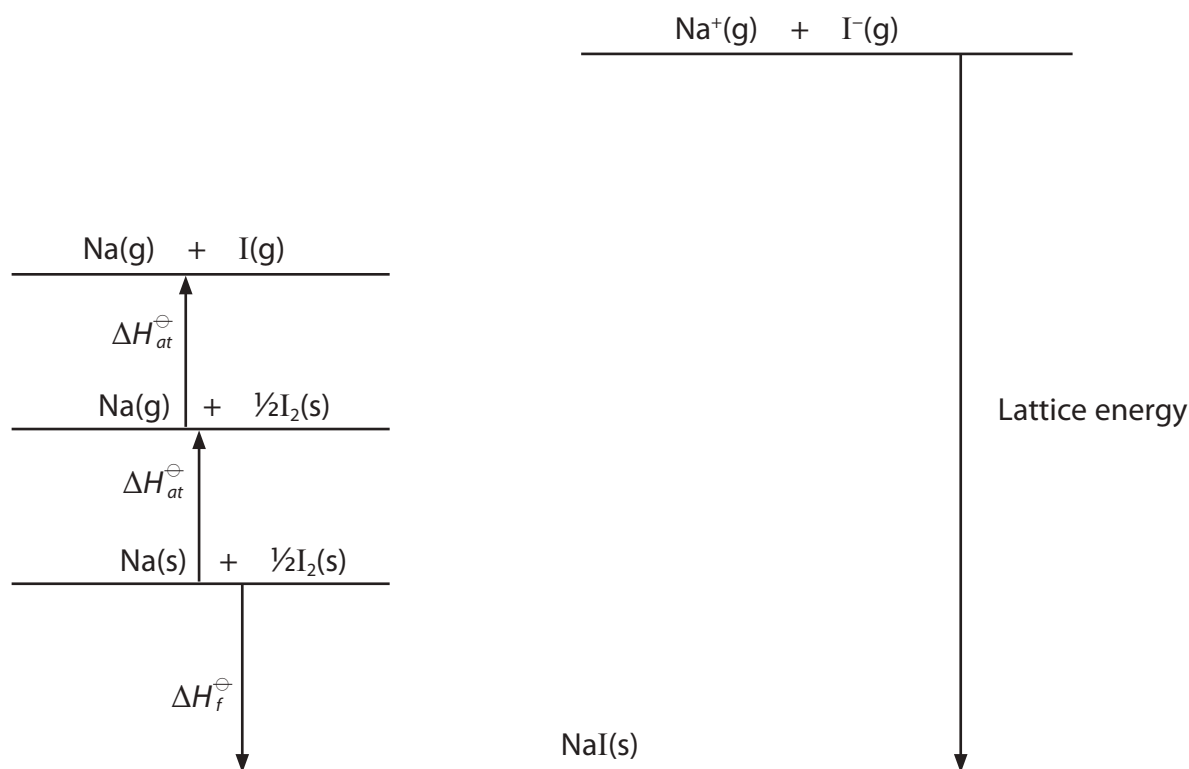 Na⁺(g) + I⁻(g)
Na(g) + I(g)
ΔH⦵at
Na(g) + ½I₂(s)
Lattice energy
ΔH⦵at
Na(s) + ½I₂(s)
ΔH⦵f
NaI(s)